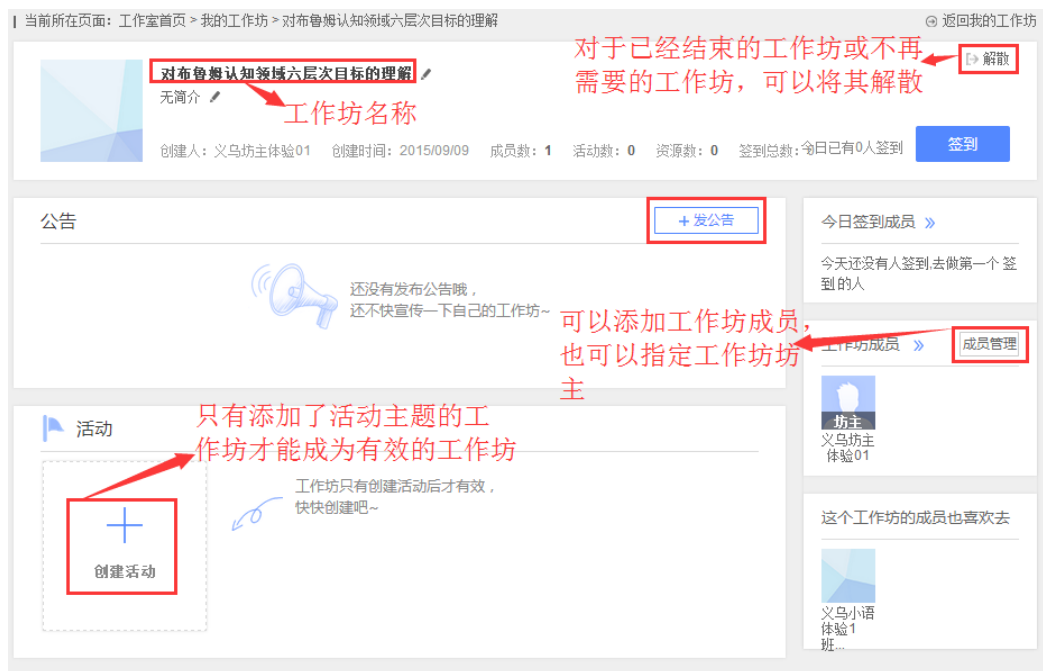 当前所在页面：工作室首页 > 我的工作坊 > 对布鲁姆认知领域六层次目标的理解
返回我的工作坊
对布鲁姆认知领域六层次目标的理解
对于已经结束的工作坊或不再
需要的工作坊，可以将其解散
解散
无简介
工作坊名称
创建人：义乌坊主体验01 创建时间：2015/09/09 成员数：1 活动数：0 资源数：0 签到总数：
今日已有0人签到
签到
公告
+ 发公告
还没有发布公告哦，
还不快宣传一下自己的工作坊~
今日签到成员 »
今天还没有人签到,去做第一个 签
到的人
可以添加工作坊成员，
也可以指定工作坊坊
主
工作坊成员 »
成员管理
坊主
义乌坊主
体验01
活动
只有添加了活动主题的工
作坊才能成为有效的工作坊
工作坊只有创建活动后才有效，
快快创建吧~
创建活动
这个工作坊的成员也喜欢去
义乌小语
体验1
班...